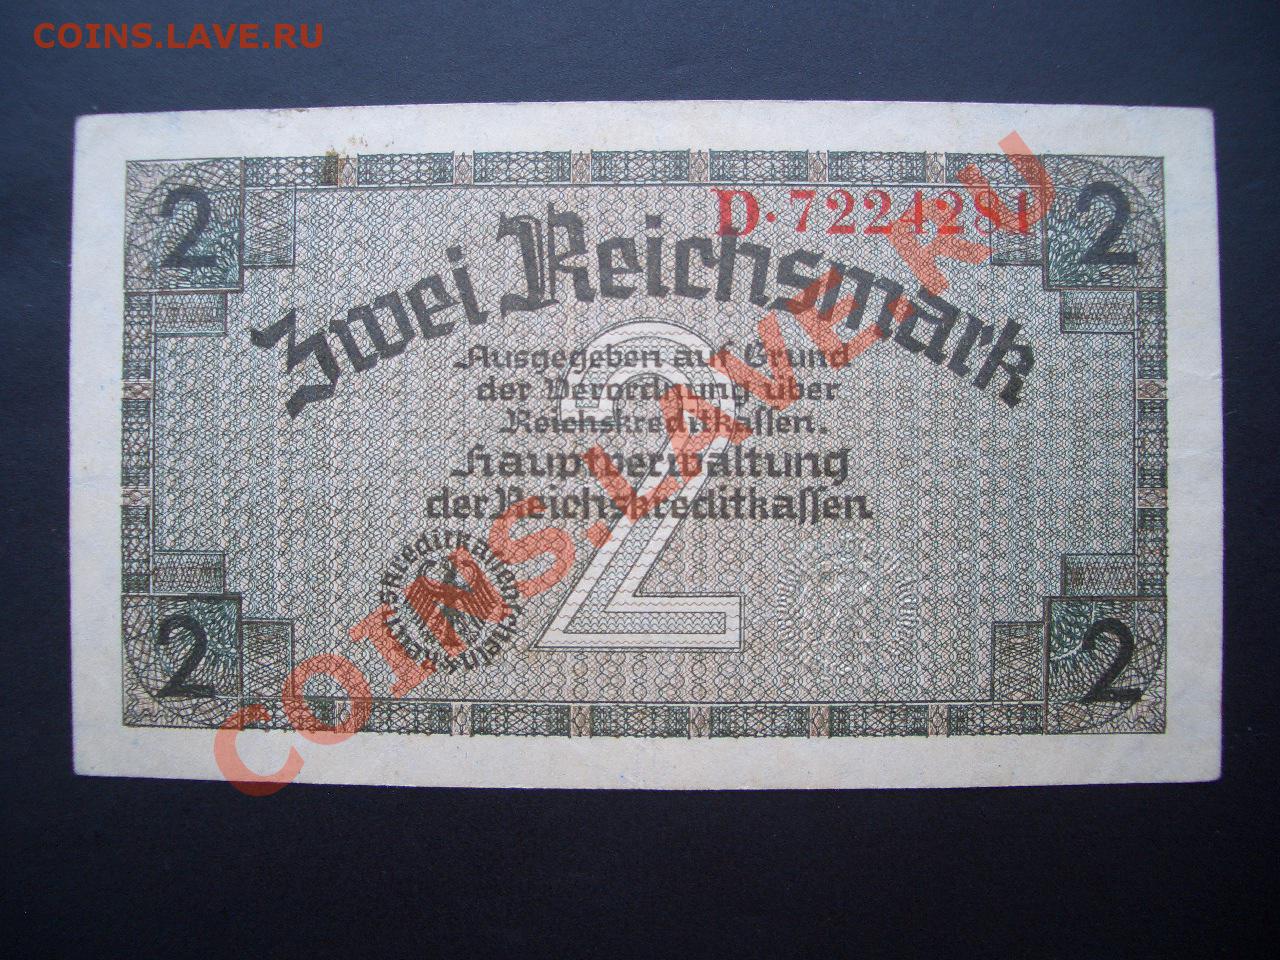 COINS.LAVE.RU
2
D·7224281
2
Zwei Reichsmark
Ausgegeben auf Grund
der Verordnung über
Reichskreditkassen.
Hauptverwaltung
der Reichskreditkassen
2
2
2
COINS.LAVE.RU